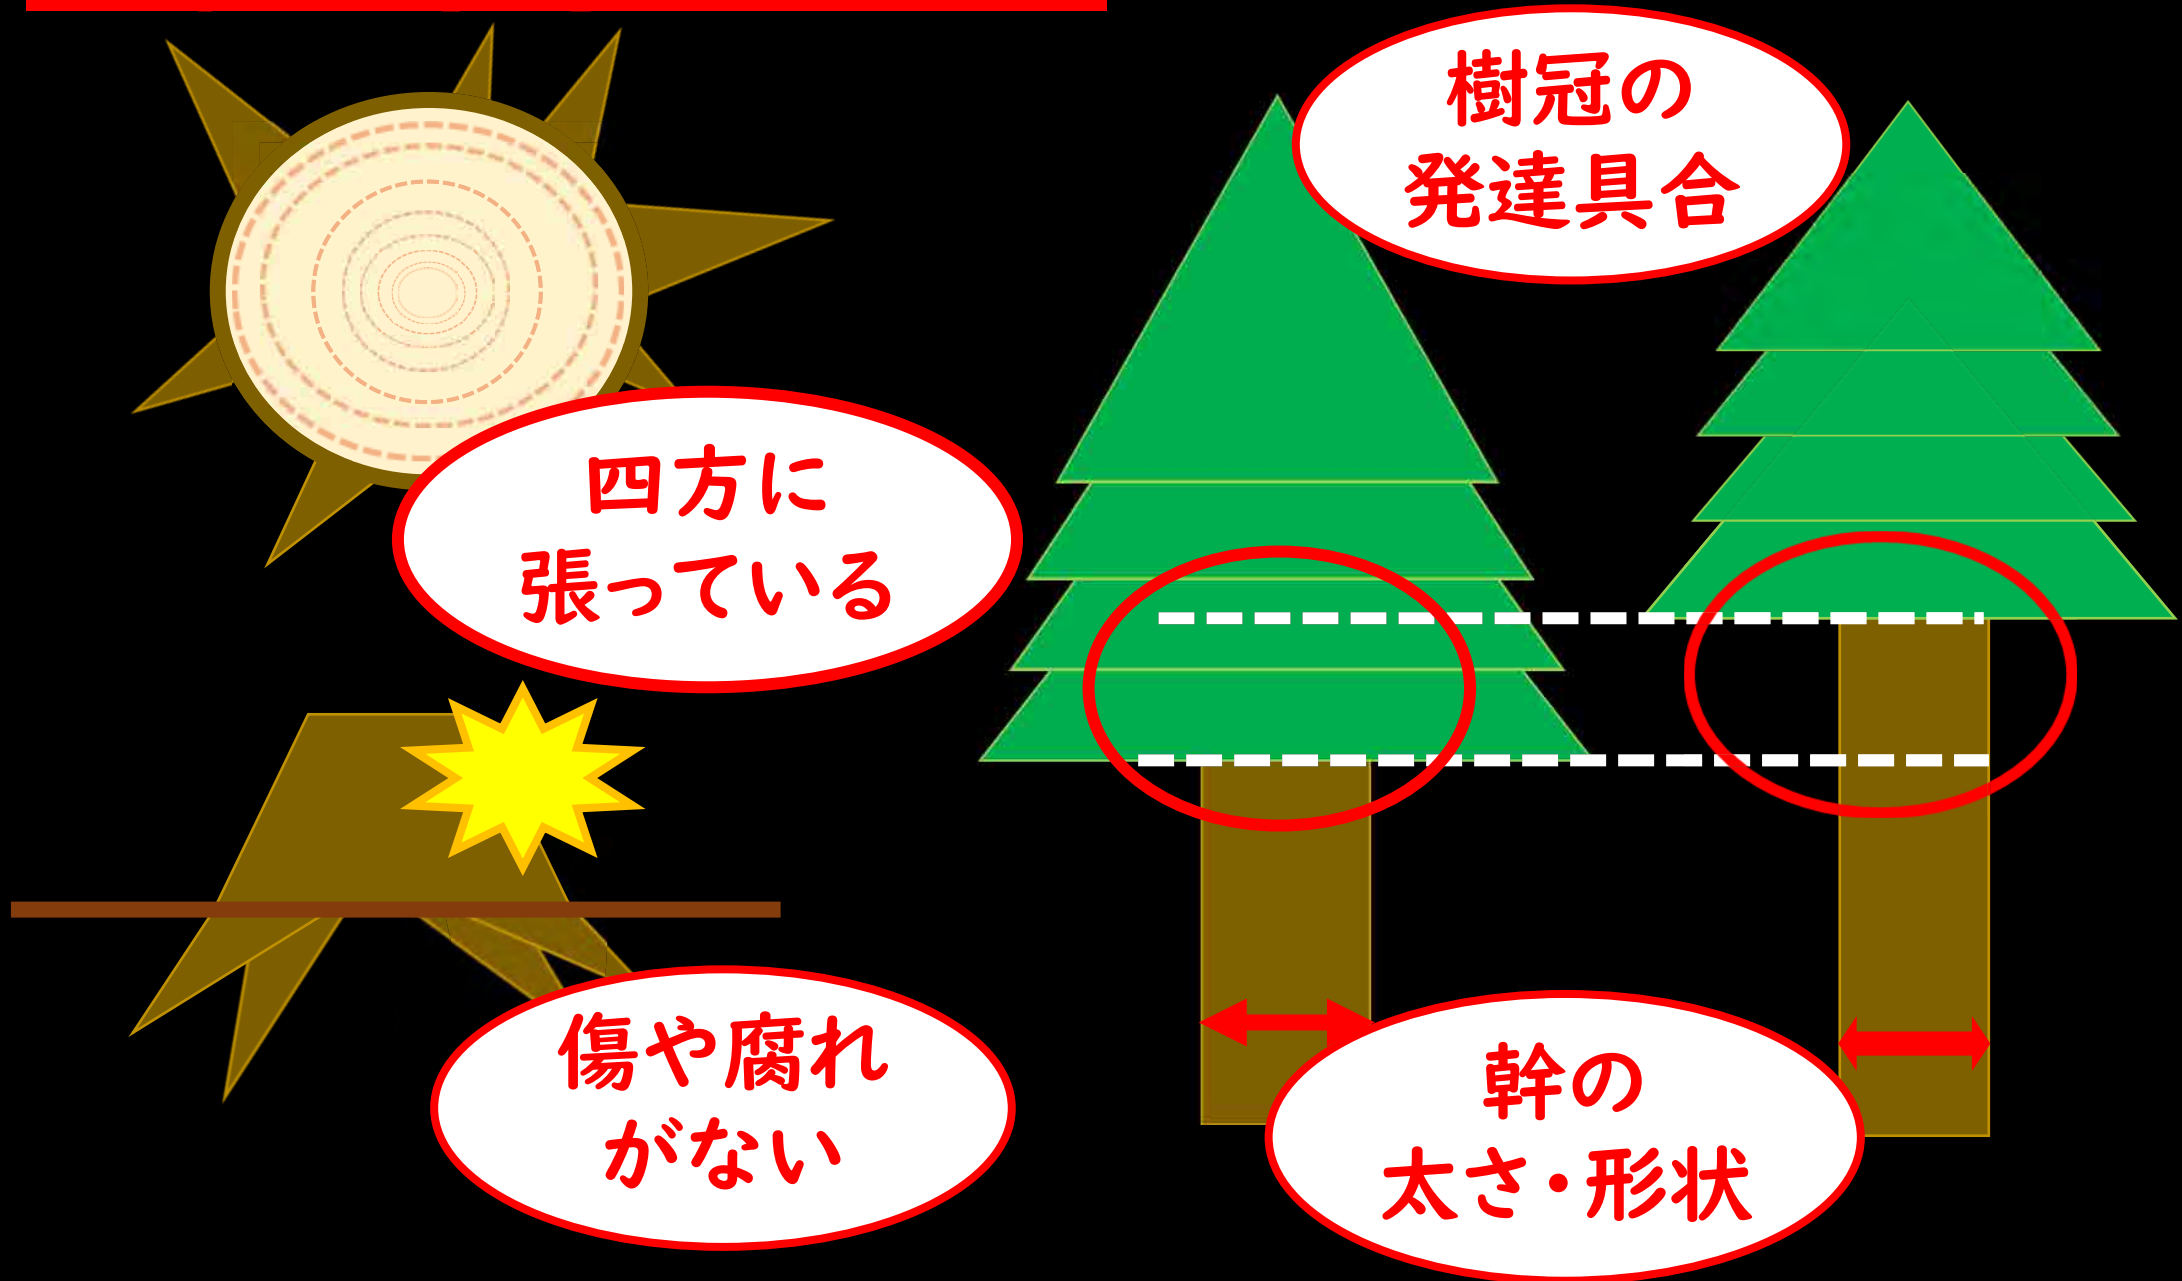 樹冠の
発達具合
四方に
張っている
傷や腐れ
がない
幹の
太さ・形状